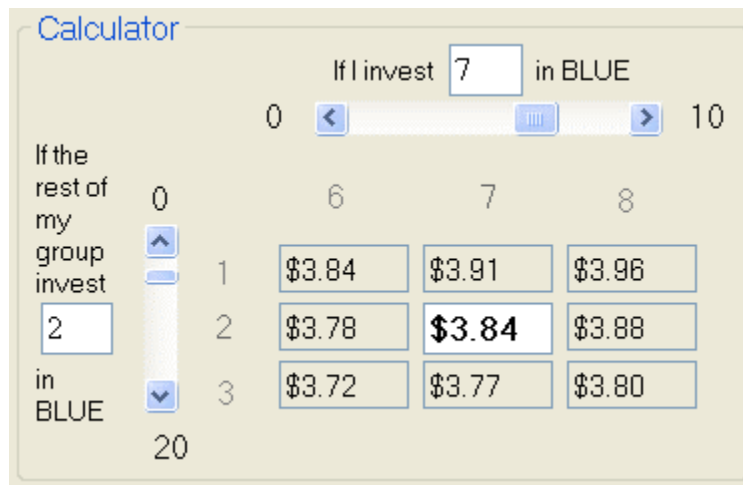 Calculator
If I invest 7 in BLUE
0 10
If the
rest of
my
group
invest
2
in
BLUE
0
20
6 7 8
1 $3.84 $3.91 $3.96
2 $3.78 $3.84 $3.88
3 $3.72 $3.77 $3.80